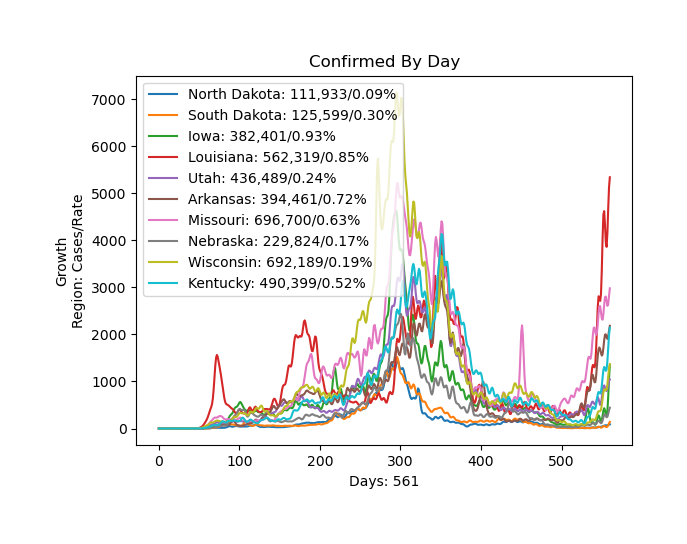 Confirmed By Day
North Dakota: 111,933/0.09%
South Dakota: 125,599/0.30%
Iowa: 382,401/0.93%
Louisiana: 562,319/0.85%
Utah: 436,489/0.24%
Arkansas: 394,461/0.72%
Missouri: 696,700/0.63%
Nebraska: 229,824/0.17%
Wisconsin: 692,189/0.19%
Kentucky: 490,399/0.52%
Growth
Region: Cases/Rate
7000
6000
5000
4000
3000
2000
1000
0
0 100 200 300 400 500
Days: 561